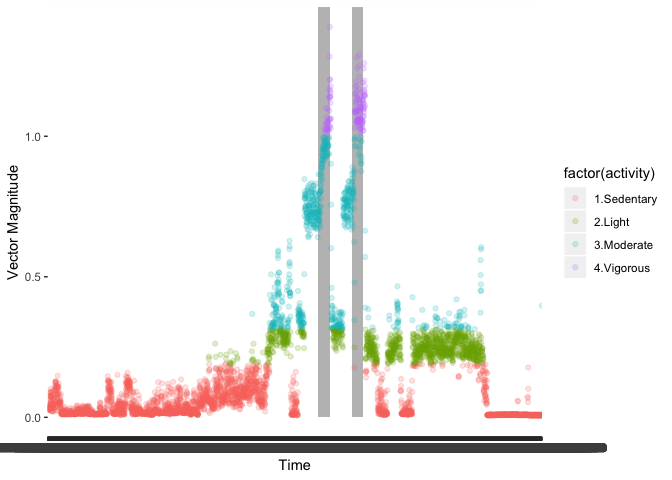 1.0
0.5
0.0
Vector Magnitude
Time
factor(activity)
1.Sedentary
2.Light
3.Moderate
4.Vigorous